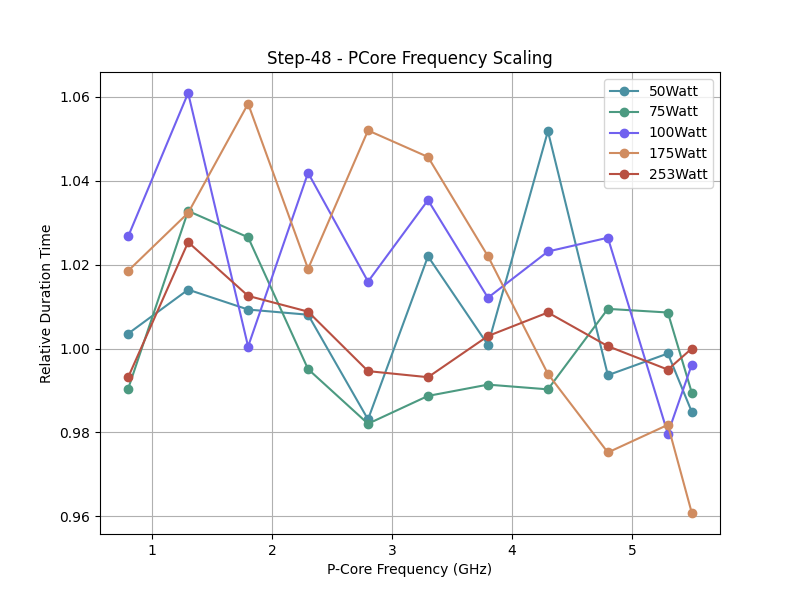 Step-48 - PCore Frequency Scaling
50Watt
75Watt
100Watt
175Watt
253Watt
Relative Duration Time
1.06
1.04
1.02
1.00
0.98
0.96
1 2 3 4 5
P-Core Frequency (GHz)